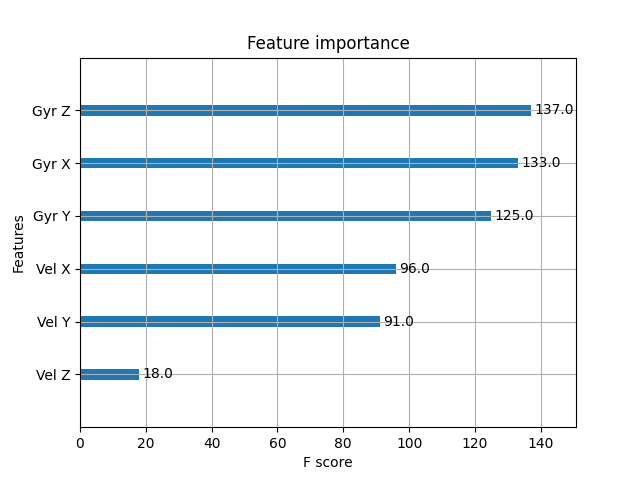 Feature importance
Features
Gyr Z 137.0
Gyr X 133.0
Gyr Y 125.0
Vel X 96.0
Vel Y 91.0
Vel Z 18.0
0 20 40 60 80 100 120 140
F score